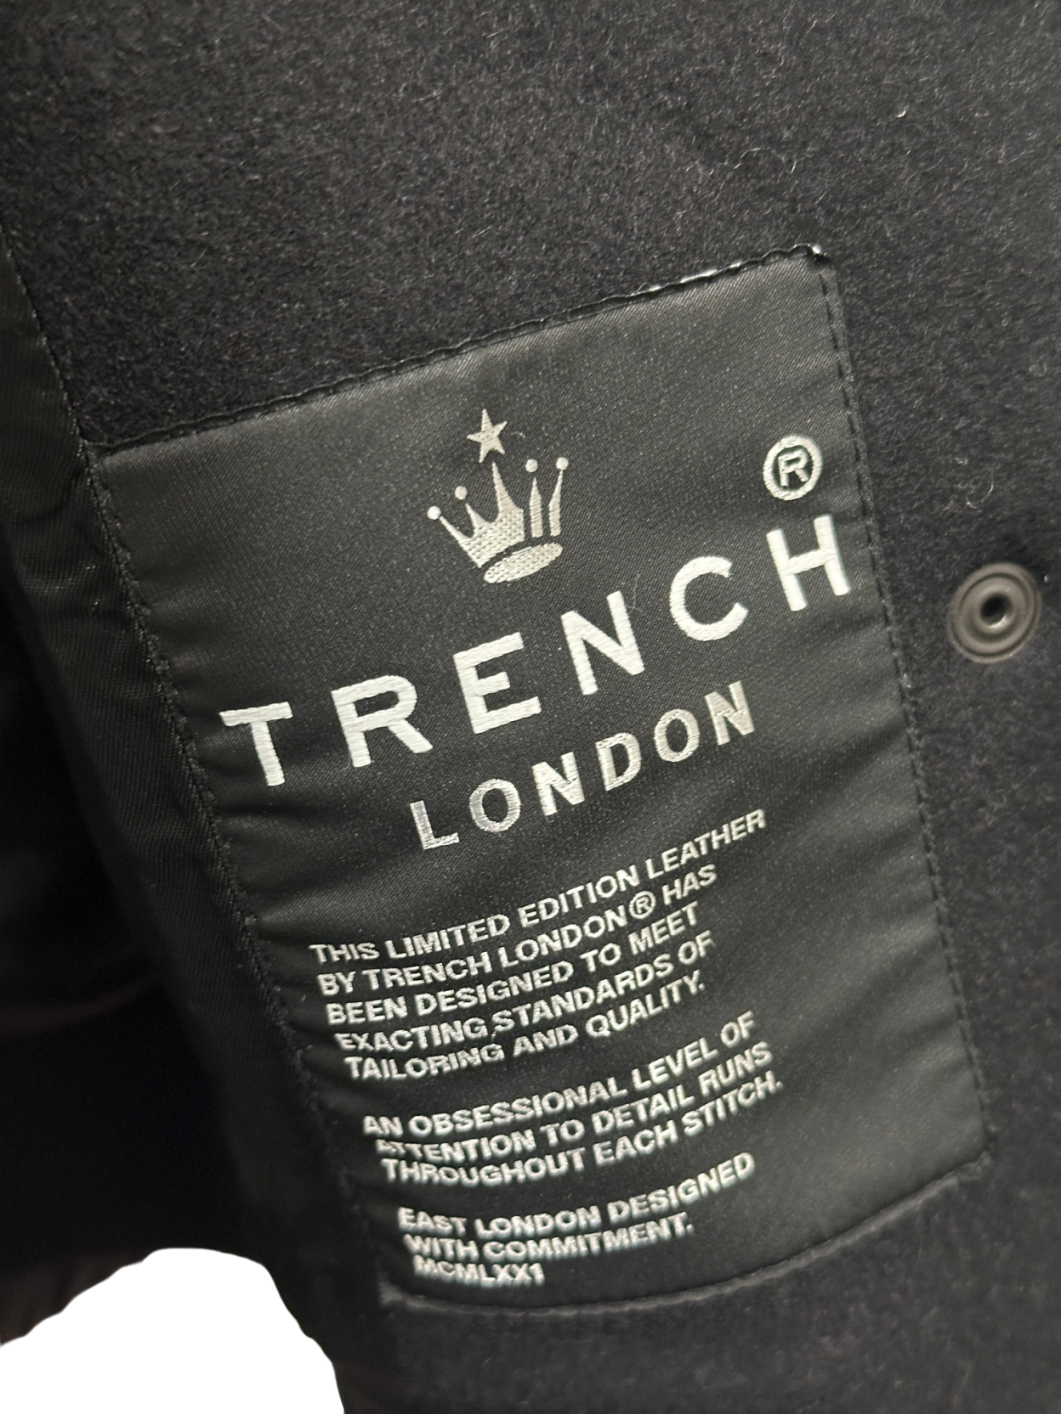 ®
TRENCH
LONDON
THIS LIMITED EDITION LEATHER
BY TRENCH LONDON® HAS
BEEN DESIGNED TO MEET
EXACTING STANDARDS OF
TAILORING AND QUALITY.
AN OBSESSIONAL LEVEL OF
ATTENTION TO DETAIL RUNS
THROUGHOUT EACH STITCH.
EAST LONDON DESIGNED
WITH COMMITMENT.
MCMLXX1